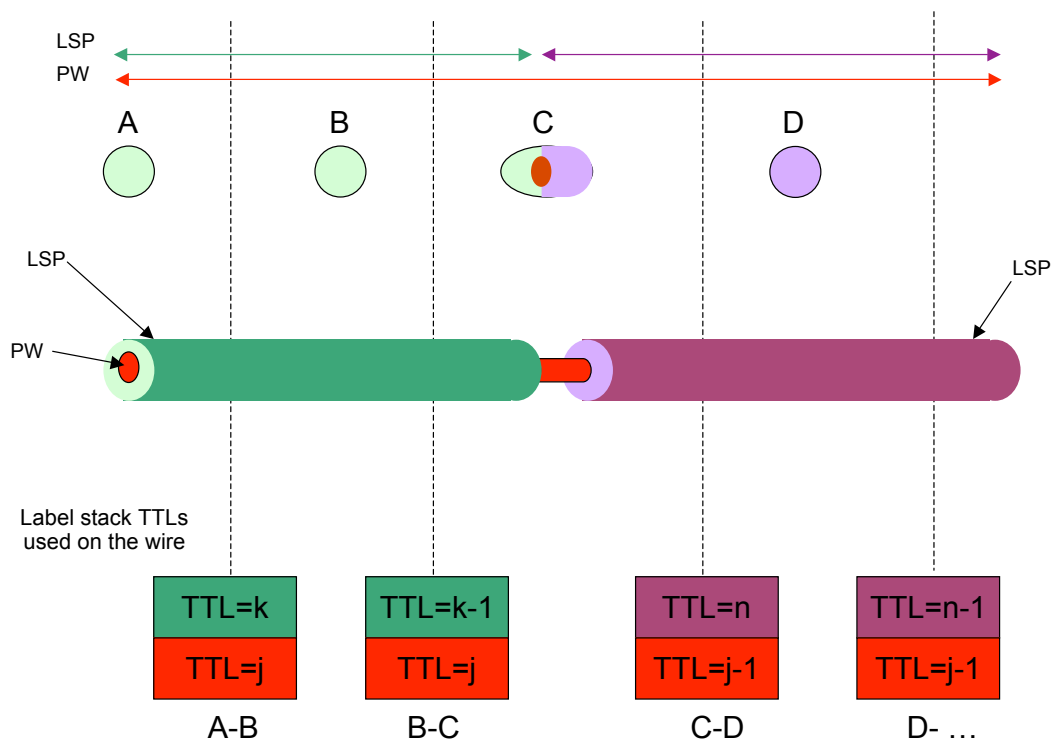 LSP
PW
A
B
C
D
LSP
LSP
PW
Label stack TTLs
used on the wire
TTL=k
TTL=k-1
TTL=n
TTL=n-1
TTL=j
TTL=j
TTL=j-1
TTL=j-1
A-B
B-C
C-D
D- …